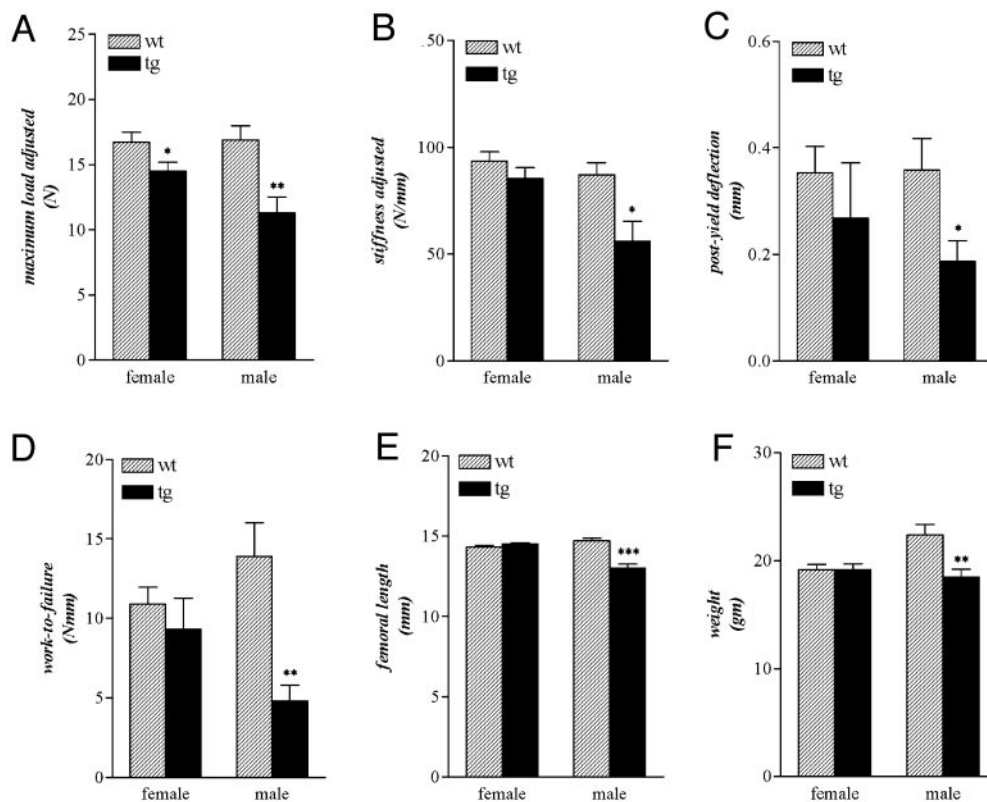 A
wt
tg
maximum load adjusted
(N)
25
20
15
10
5
0
*
**
female male
B
wt
tg
stiffness adjusted
(N/mm)
50
100
50
0
*
female male
C
wt
tg
post-yield deflection
(mm)
0.6
0.4
0.2
0.0
*
female male
D
wt
tg
work-to-failure
(Nmm)
20
15
10
5
0
**
female male
E
wt
tg
femoral length
(mm)
20
15
10
5
0
***
female male
F
wt
tg
weight
(gm)
30
20
10
0
**
female male